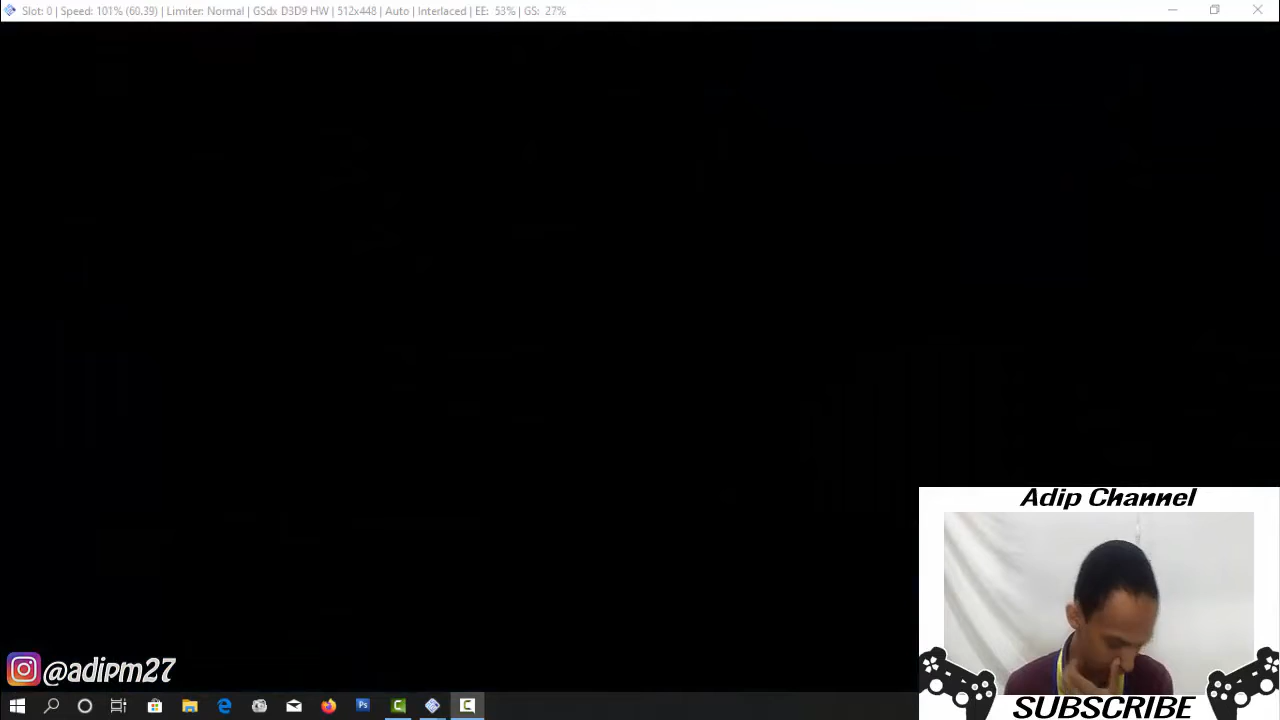 Slot: 0 | Speed: 101% (60.39) | Limiter: Normal | GSdx D3D9 HW | 512x448 | Auto | Interlaced | EE: 53% | GS: 27%
Adip Channel
@adipm27
Ps
SUBSCRIBE